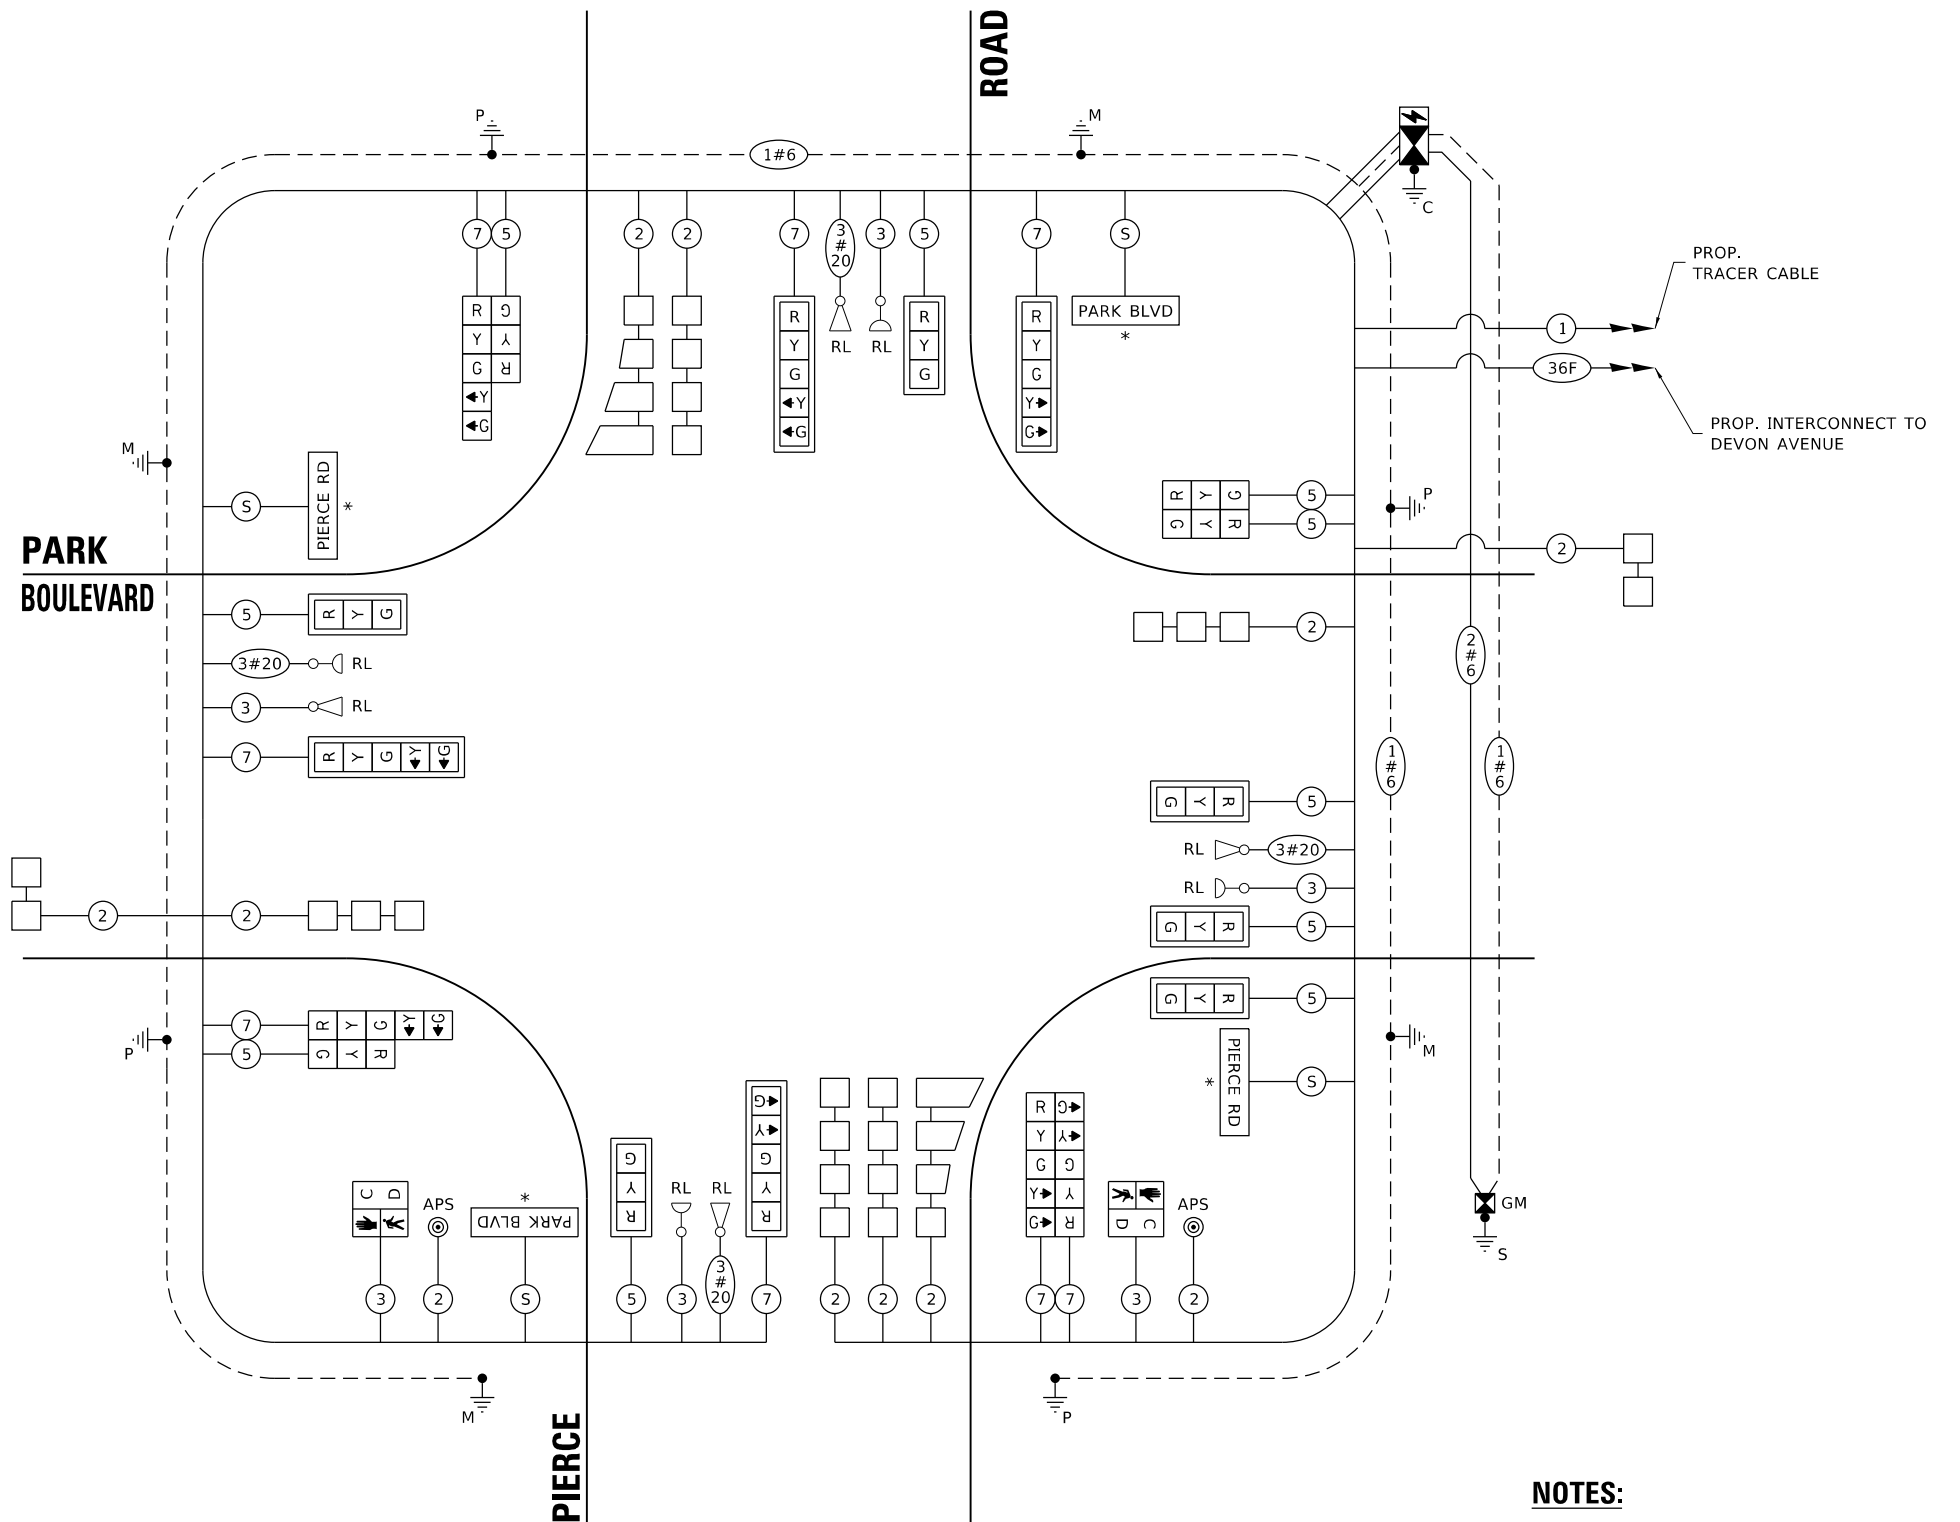 ROAD
P
M
1#6
C
7 5 2 2 7 3#20 3 5 7 S
PROP.
TRACER CABLE
R G
Y Y
G R
Y
G
R
Y
G
Y
G
RL RL
R
Y
G
R
Y
G
Y
G
PARK BLVD
*
1
36F
PROP. INTERCONNECT TO
DEVON AVENUE
M
S
PIERCE RD
*
R Y G
5
G Y R
5
P
PARK
BOULEVARD
2
5
R Y G
2
3#20
RL
2#6
3
RL
7
R Y G Y G
1#6
1#6
G Y R
5
RL
3#20
RL
3
2
2
G Y R
5
P
7
R Y G Y G
5
G Y R
G Y R
5
M
PIERCE RD
*
S
C D
APS
*
PARK BLVD
G
Y
R
RL RL
G
Y
G
Y
R
R G
Y Y
G G
Y Y
G R
D C
APS
GM
S
3 2 S 5 3 3#20 7 2 2 2 7 7 3 2
M
P
PIERCE
NOTES: